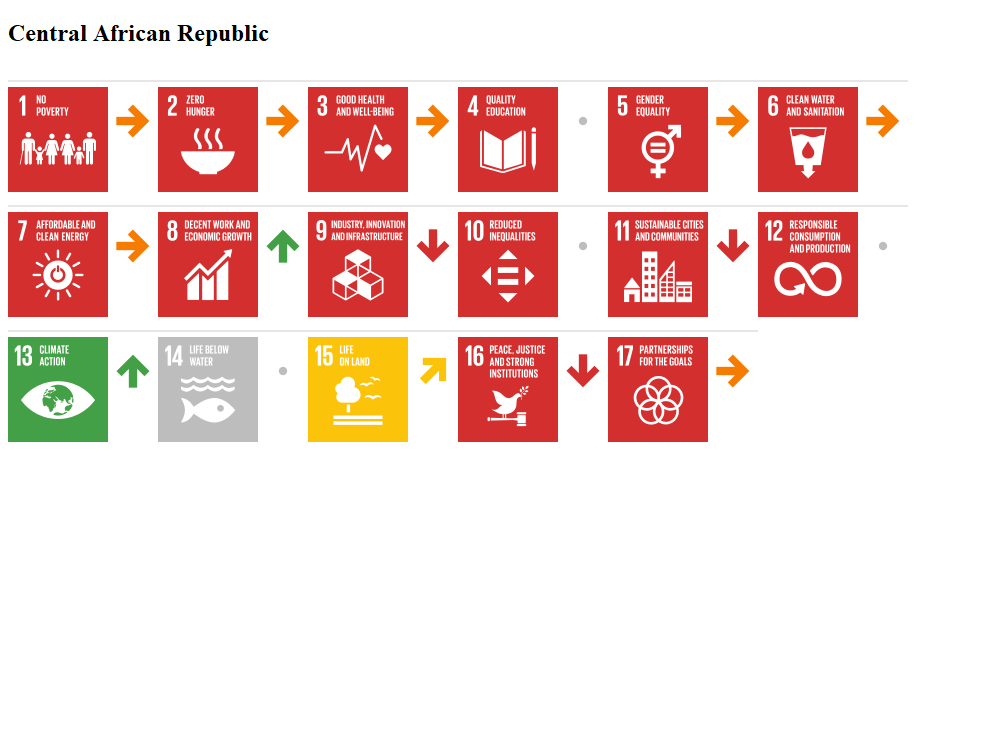 Central African Republic
1 NO
POVERTY
2 ZERO
HUNGER
3 GOOD HEALTH
AND WELL-BEING
4 QUALITY
EDUCATION
5 GENDER
EQUALITY
6 CLEAN WATER
AND SANITATION
7 AFFORDABLE AND
CLEAN ENERGY
8 DECENT WORK AND
ECONOMIC GROWTH
9 INDUSTRY, INNOVATION
AND INFRASTRUCTURE
10 REDUCED
INEQUALITIES
11 SUSTAINABLE CITIES
AND COMMUNITIES
12 RESPONSIBLE
CONSUMPTION
AND PRODUCTION
13 CLIMATE
ACTION
14 LIFE BELOW
WATER
15 LIFE
ON LAND
16 PEACE, JUSTICE
AND STRONG
INSTITUTIONS
17 PARTNERSHIPS
FOR THE GOALS